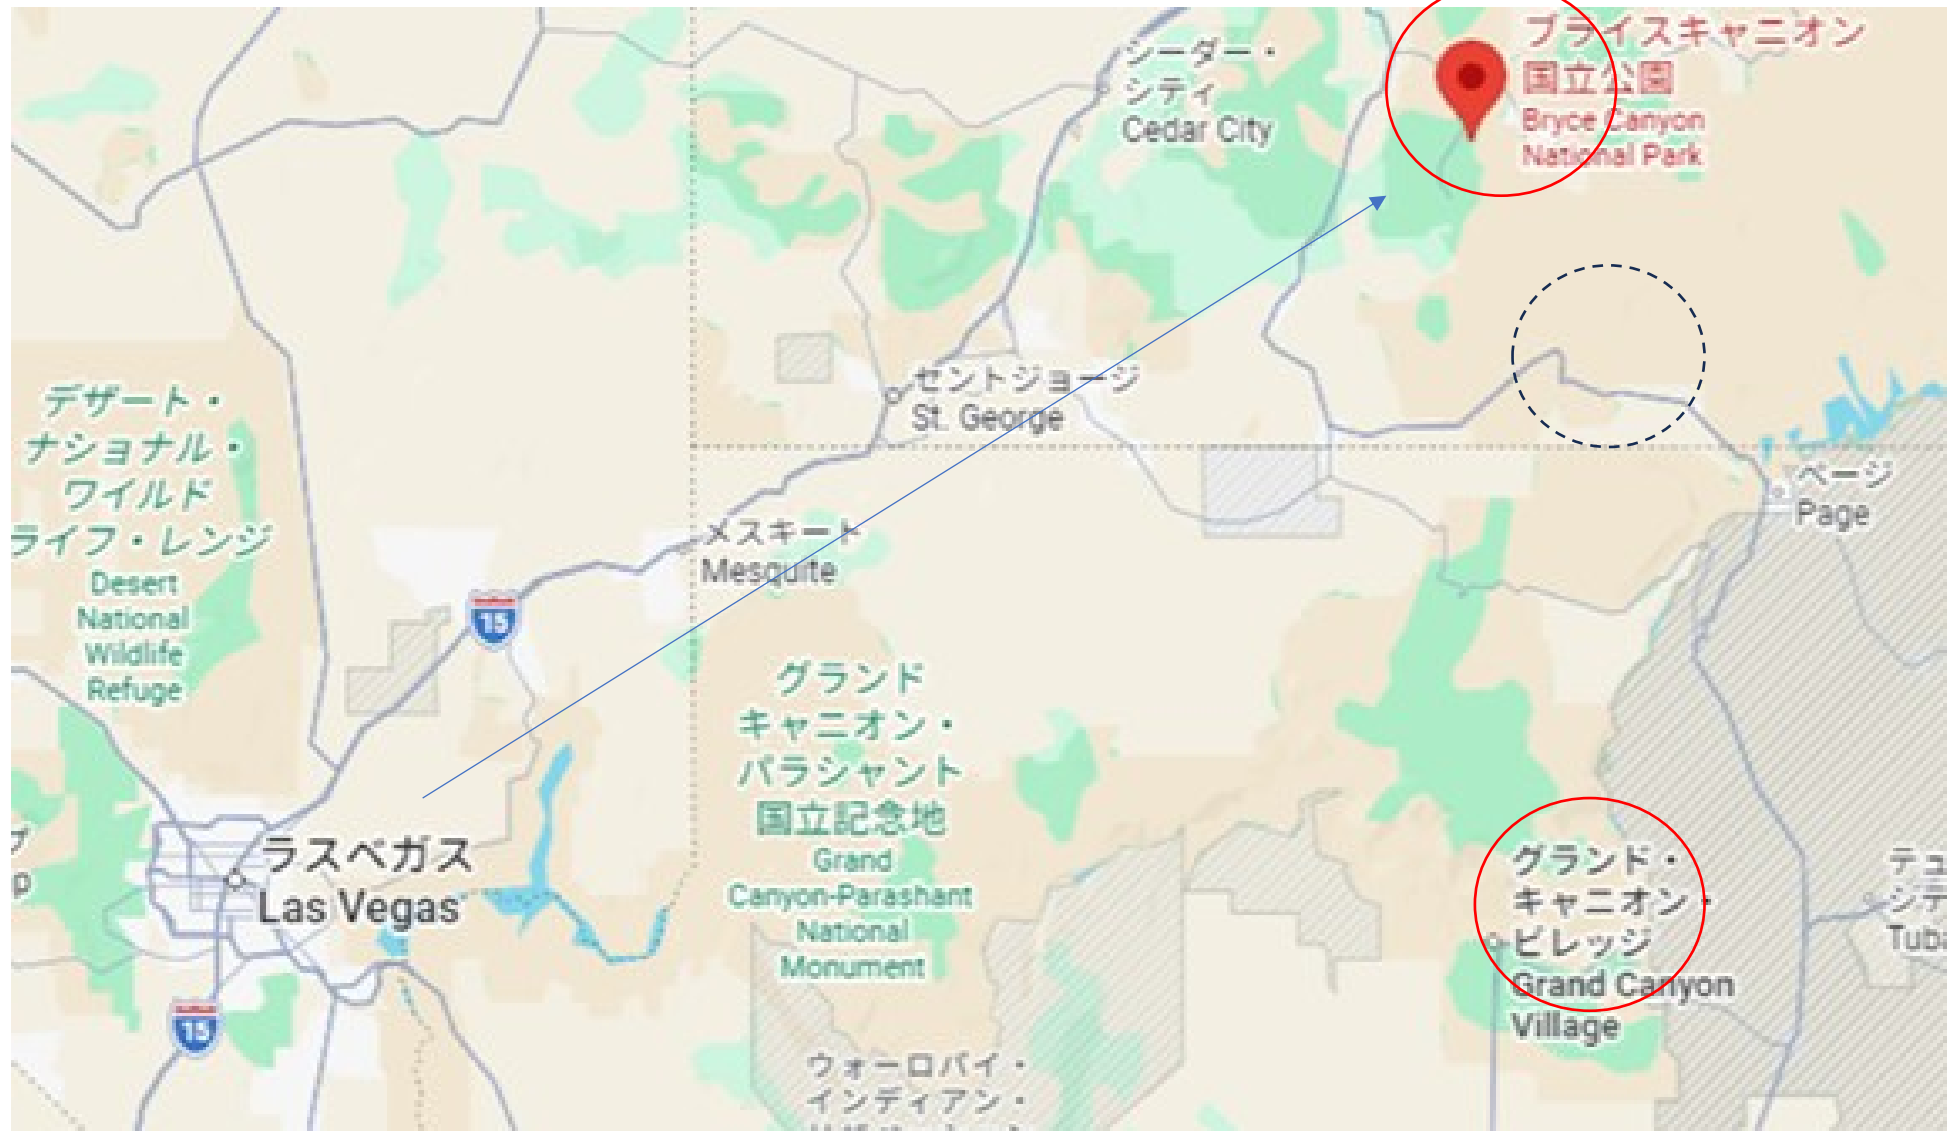 ブライスキャニオン
国立公園
Bryce Canyon
National Park
シーダー・
シティ
Cedar City
セントジョージ
St. George
デザート・
ナショナル・
ワイルド
ライフ・レンジ
Desert
National
Wildlife
Refuge
メスキート
Mesquite
15
ページ
Page
グランド
キャニオン・
パラシャント
国立記念地
Grand
Canyon-Parashant
National
Monument
ラスベガス
Las Vegas
グランド・
キャニオン・
ビレッジ
Grand Canyon
Village
テュ
シテ
Tuba
15
ウォーロバイ・
インディアン・